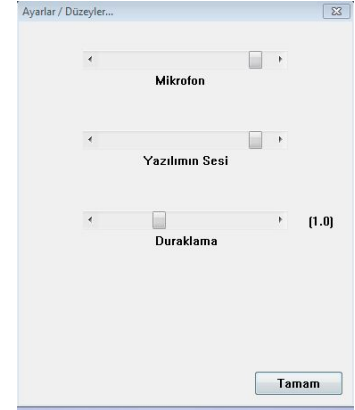 Ayarlar / Düzeyler...
Mikrofon
Yazılımın Sesi
(1.0)
Duraklama
Tamam